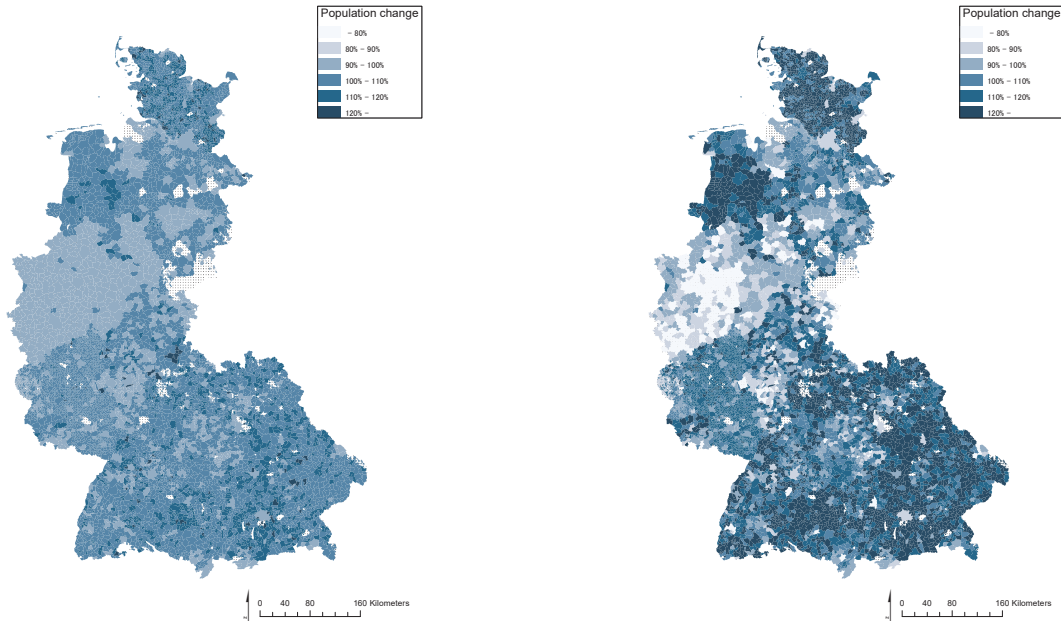 Population change
- 80%
80% - 90%
90% - 100%
100% - 110%
110% - 120%
120% -
0 40 80 160 Kilometers
Population change
- 80%
80% - 90%
90% - 100%
100% - 110%
110% - 120%
120% -
0 40 80 160 Kilometers